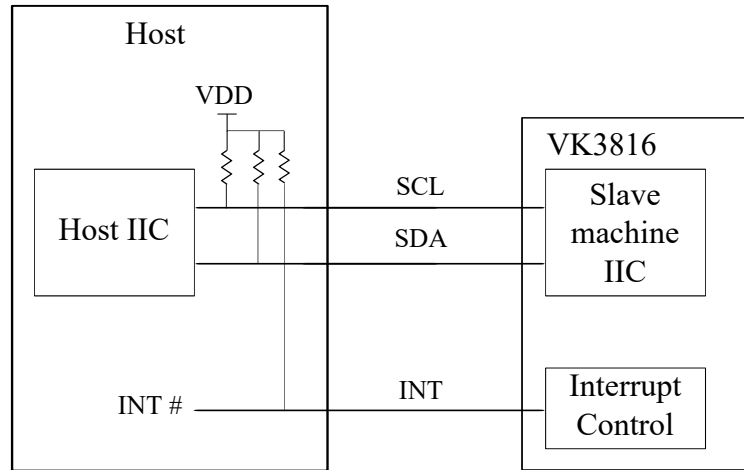 Host
VDD
VK3816
SCL
Host IIC
Slave
machine
IIC
SDA
INT #
INT
Interrupt
Control